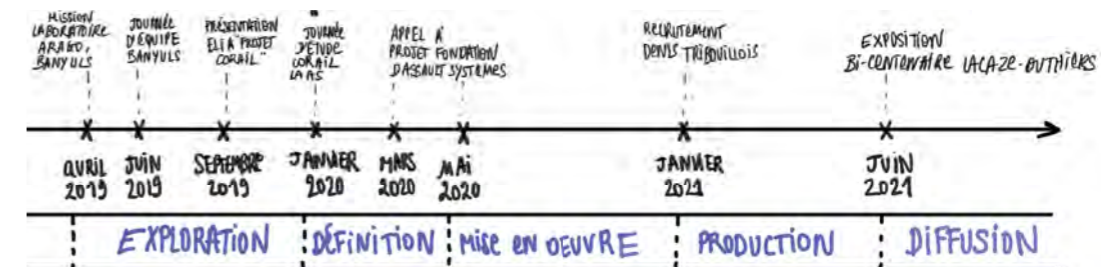 MISSION
LABORATOIRE
ARAGO,
BANYULS
JOURNÉE
D'ÉQUIPE
BANYULS
PRÉSENTATION
ELIA "PROJET
CORAIL"
JOURNÉE
D'ÉTUDE
CORAIL
LAAS
APPEL À
PROJET FONDATION
DASSAULT SYSTEMES
RECRUTEMENT
DENIS TRIBOUILLOIS
EXPOSITION
BI-CENTENAIRE LACAZE-DUTHIERS
AVRIL
2019
JUIN
2019
SEPTEMBRE
2019
JANVIER
2020
MARS
2020
MAI
2020
JANVIER
2021
JUIN
2021
EXPLORATION
DÉFINITION
MISE EN OEUVRE
PRODUCTION
DIFFUSION